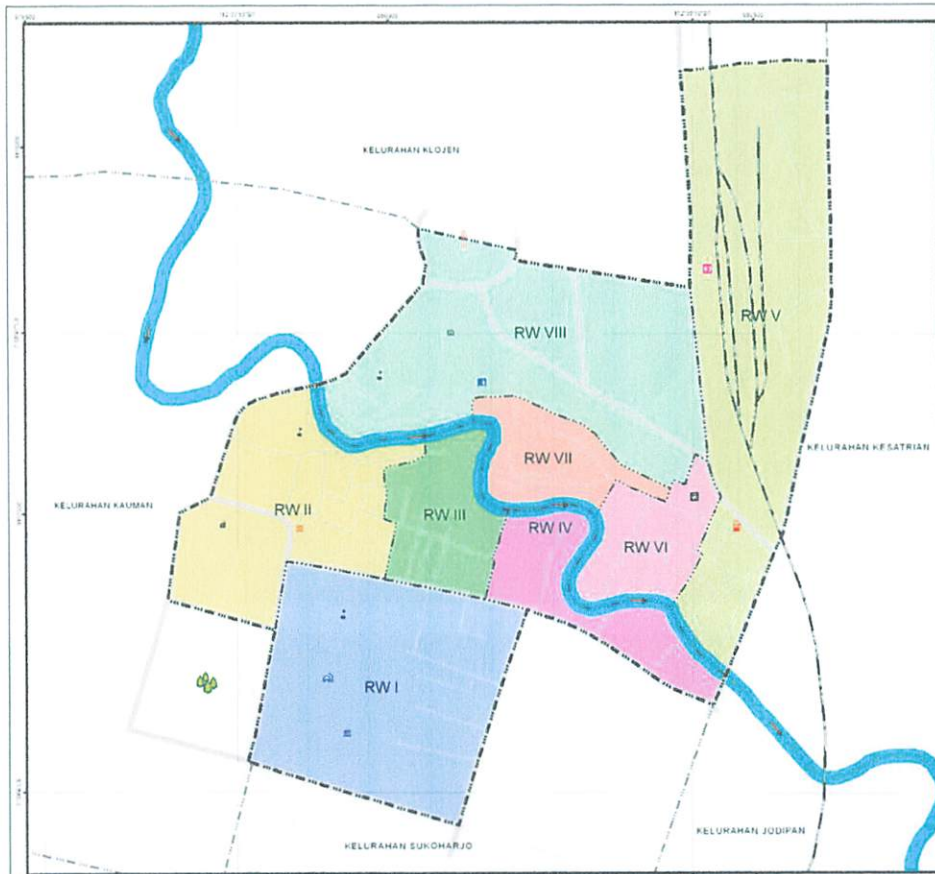 KELURAHAN KLOJEN
RW VIII
RW V
KELURAHAN KESATRIAN
RW VII
KELURAHAN KAUMAN
RW II
RW III
RW IV
RW VI
RW I
KELURAHAN JODIPAN
KELURAHAN SUKOHARJO